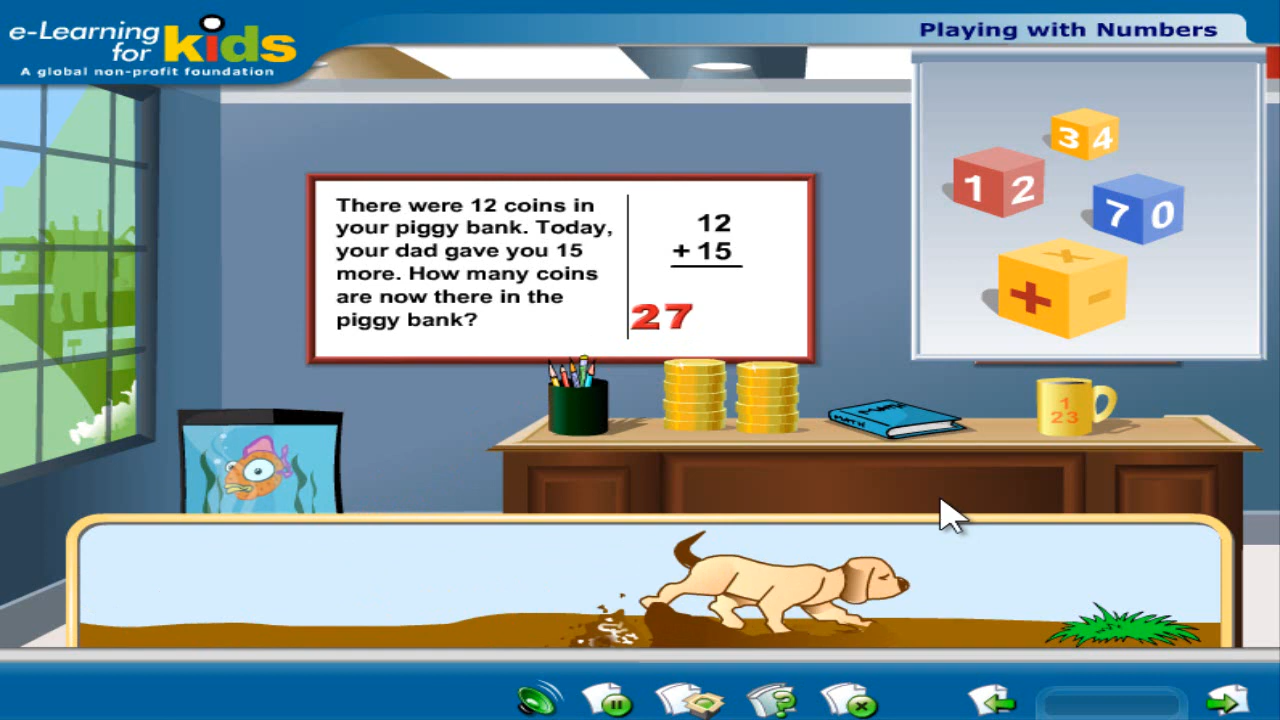 e-Learning
for kids
A global non-profit foundation
Playing with Numbers
There were 12 coins in
your piggy bank. Today,
your dad gave you 15
more. How many coins
are now there in the
piggy bank?
12
+ 15
27
3 4
1 2
7 0
x
+ -
MATH
MATH
1
23